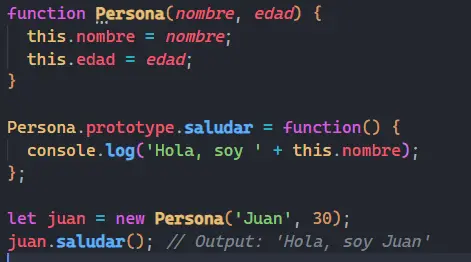 function Persona(nombre, edad) {
this.nombre = nombre;
this.edad = edad;
}
Persona.prototype.saludar = function() {
console.log('Hola, soy ' + this.nombre);
};
let juan = new Persona('Juan', 30);
juan.saludar(); // Output: 'Hola, soy Juan'